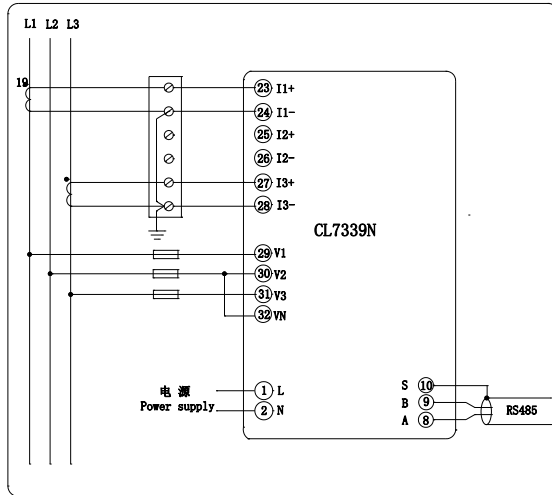 L1 L2 L3
19
23 I1+
24 I1-
25 I2+
26 I2-
27 I3+
28 I3-
CL7339N
29 V1
30 V2
31 V3
32 VN
电 源
Power supply
1 L
2 N
S 10
B 9
A 8
RS485